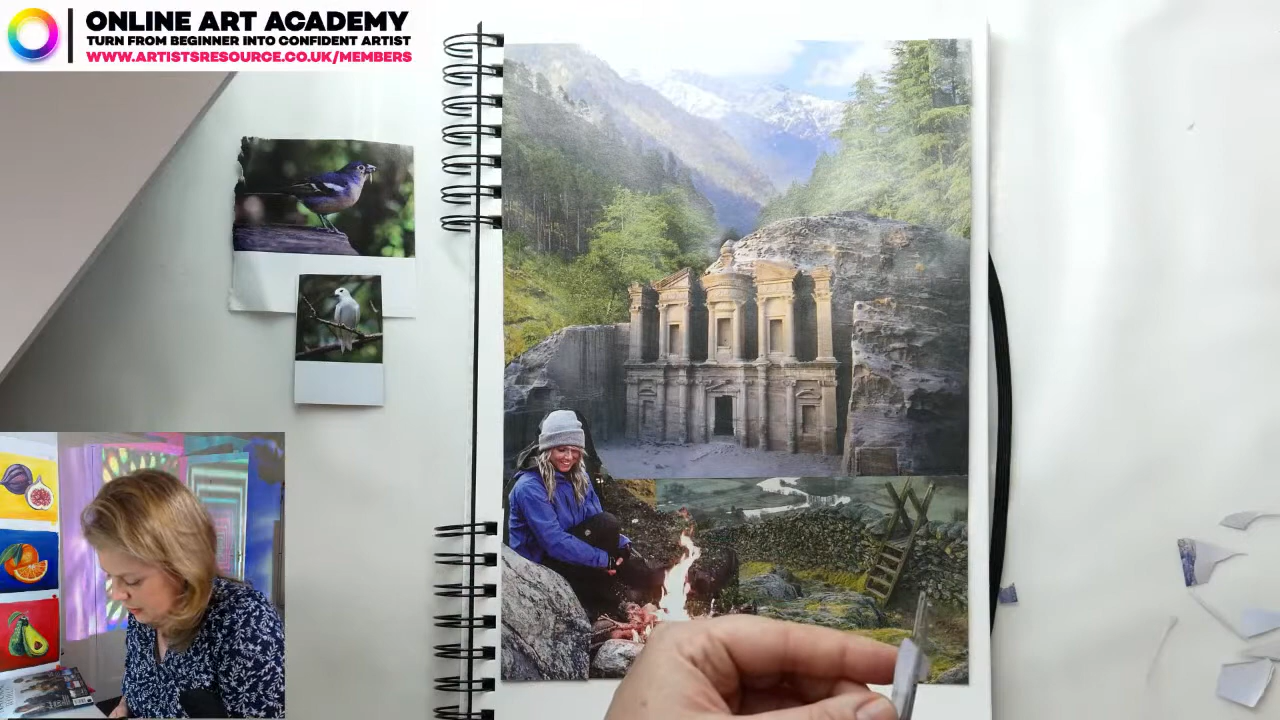 ONLINE ART ACADEMY
TURN FROM BEGINNER INTO CONFIDENT ARTIST
WWW.ARTISTSRESOURCE.CO.UK/MEMBERS